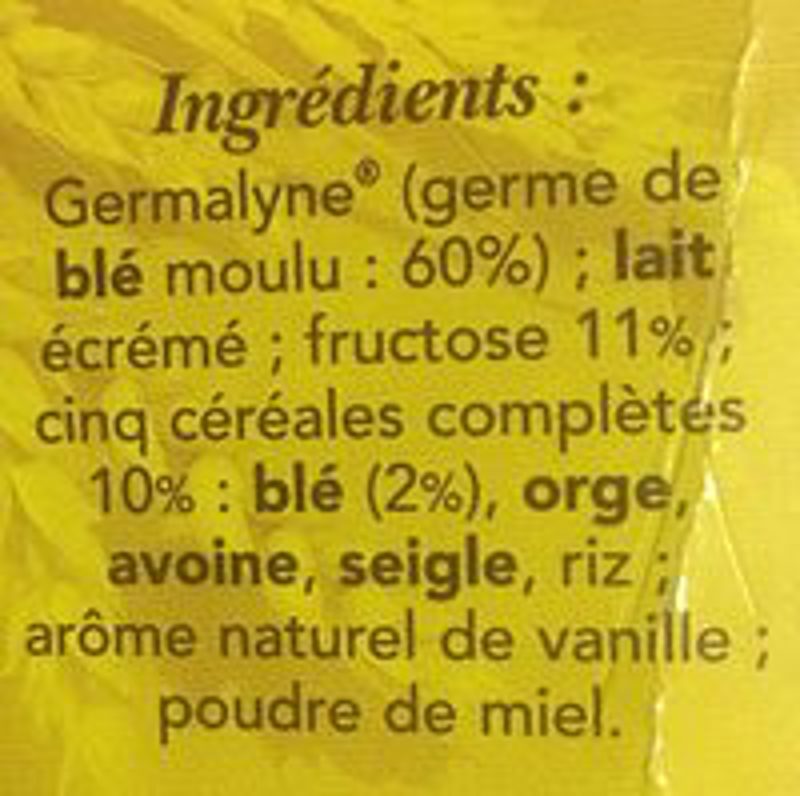 Ingrédients :
Germalyne® (germe de
blé moulu : 60%) ; lait
écrémé ; fructose 11% ;
cinq céréales complètes
10% : blé (2%), orge,
avoine, seigle, riz ;
arôme naturel de vanille ;
poudre de miel.